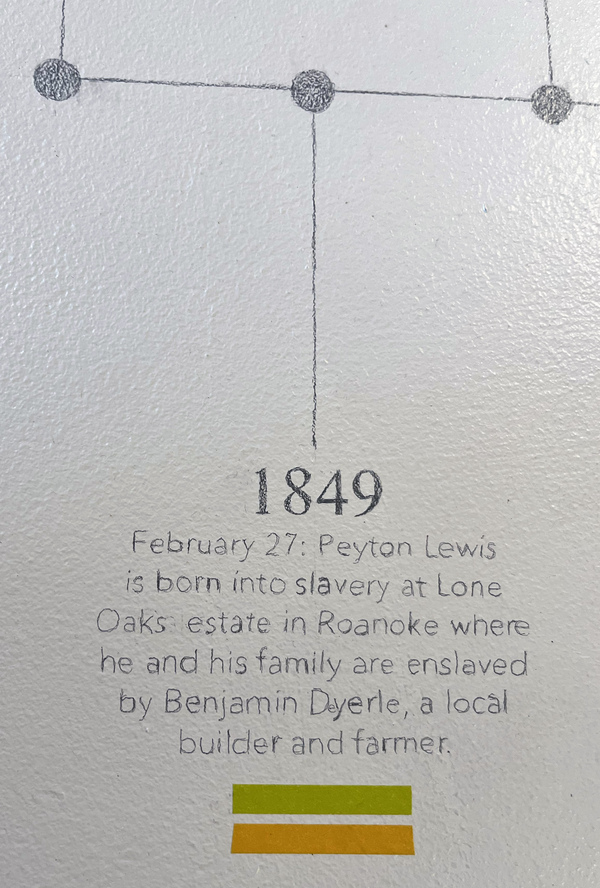 1849
February 27: Peyton Lewis
is born into slavery at Lone
Oaks estate in Roanoke where
he and his family are enslaved
by Benjamin Deyerle, a local
builder and farmer.